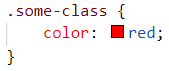 .some-class {
    color: red;
}